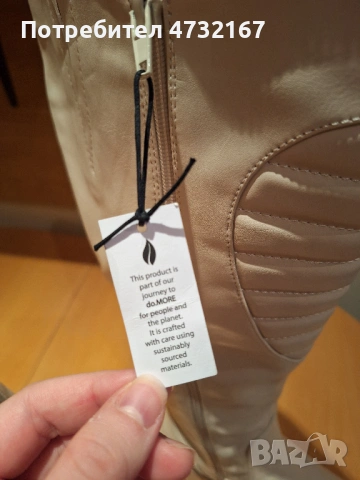 Потребител 4732167
This product is
part of our
journey to
do.MORE
for people and
the planet.
It is crafted
with care using
sustainably
sourced
materials.
BAZAR